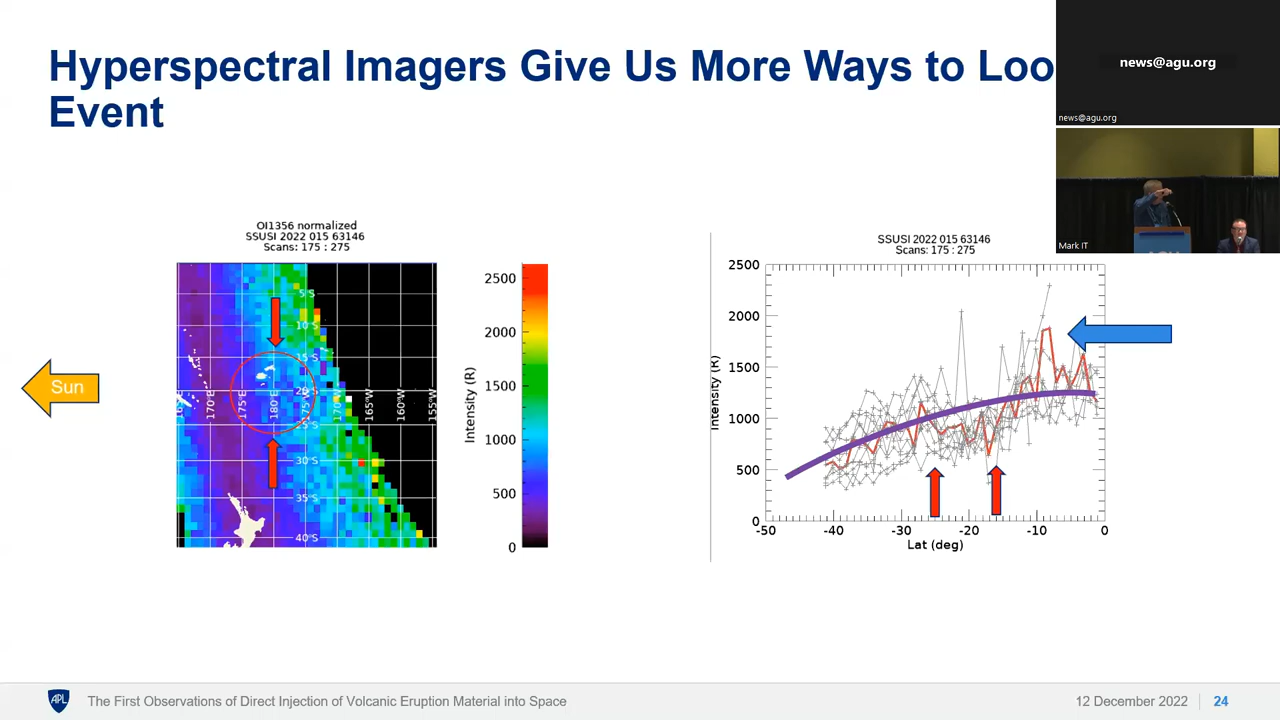 Hyperspectral Imagers Give Us More Ways to Loo
Event
news@agu.org
news@agu.org
Mark IT
OI1356 normalized
SSUSI 2022 015 63146
Scans: 175 : 275
5°S
10°S
15°S
20°
25°S
30°S
35°S
40°S
170°E
175°E
180°E
175°
170°
165°W
160°W
155°W
Sun
2500
2000
1500
1000
500
0
Intensity (R)
SSUSI 2022 015 63146
Scans: 175 : 275
2500
2000
1500
1000
500
0
Intensity (R)
-50
-40
-30
-20
-10
0
Lat (deg)
APL
The First Observations of Direct Injection of Volcanic Eruption Material into Space
12 December 2022
24